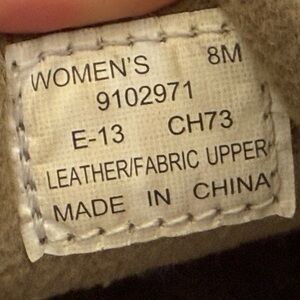 WOMEN'S 8M
9102971
E-13 CH73
LEATHER/FABRIC UPPER
MADE IN CHINA